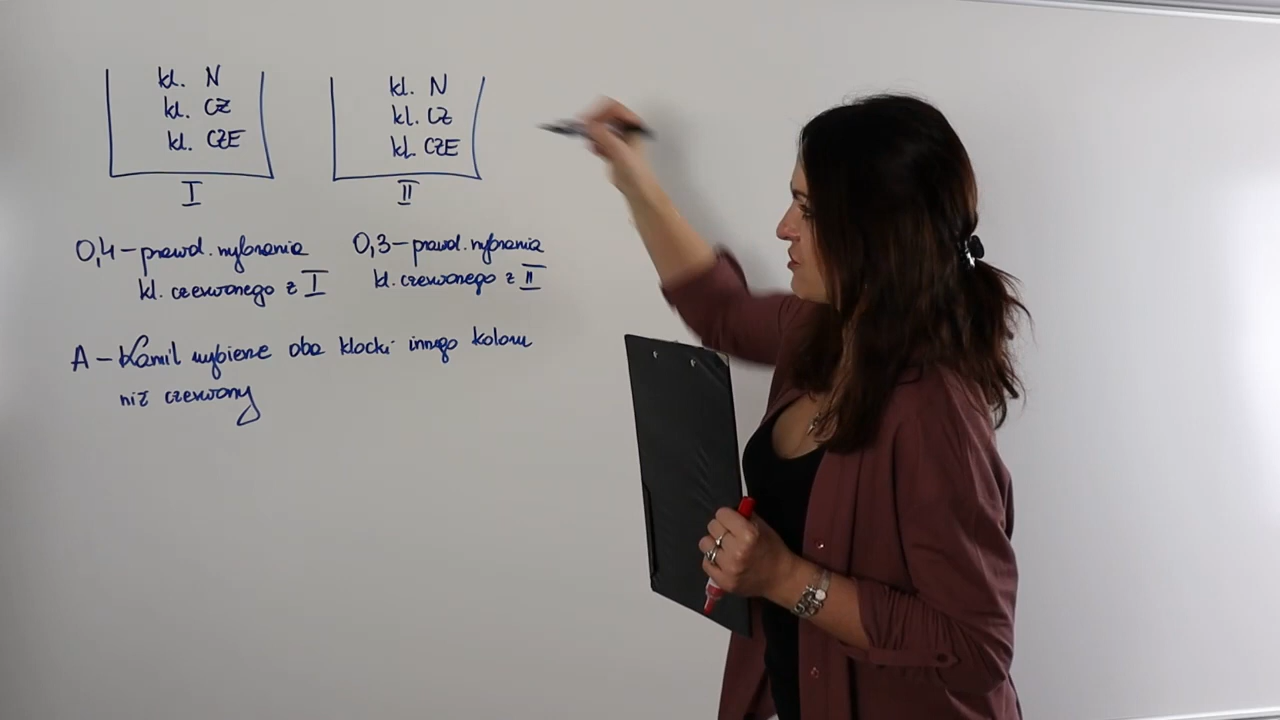 kl. N
kl. CZ
kl. CZE
I
kl. N
kl. CZ
kl. CZE
II
0,4 – prawd. wybrania
kl. czerwonego z I
0,3 – prawd. wybrania
kl. czerwonego z II
A – Kamil wybierze oba klocki innego koloru
niż czerwony